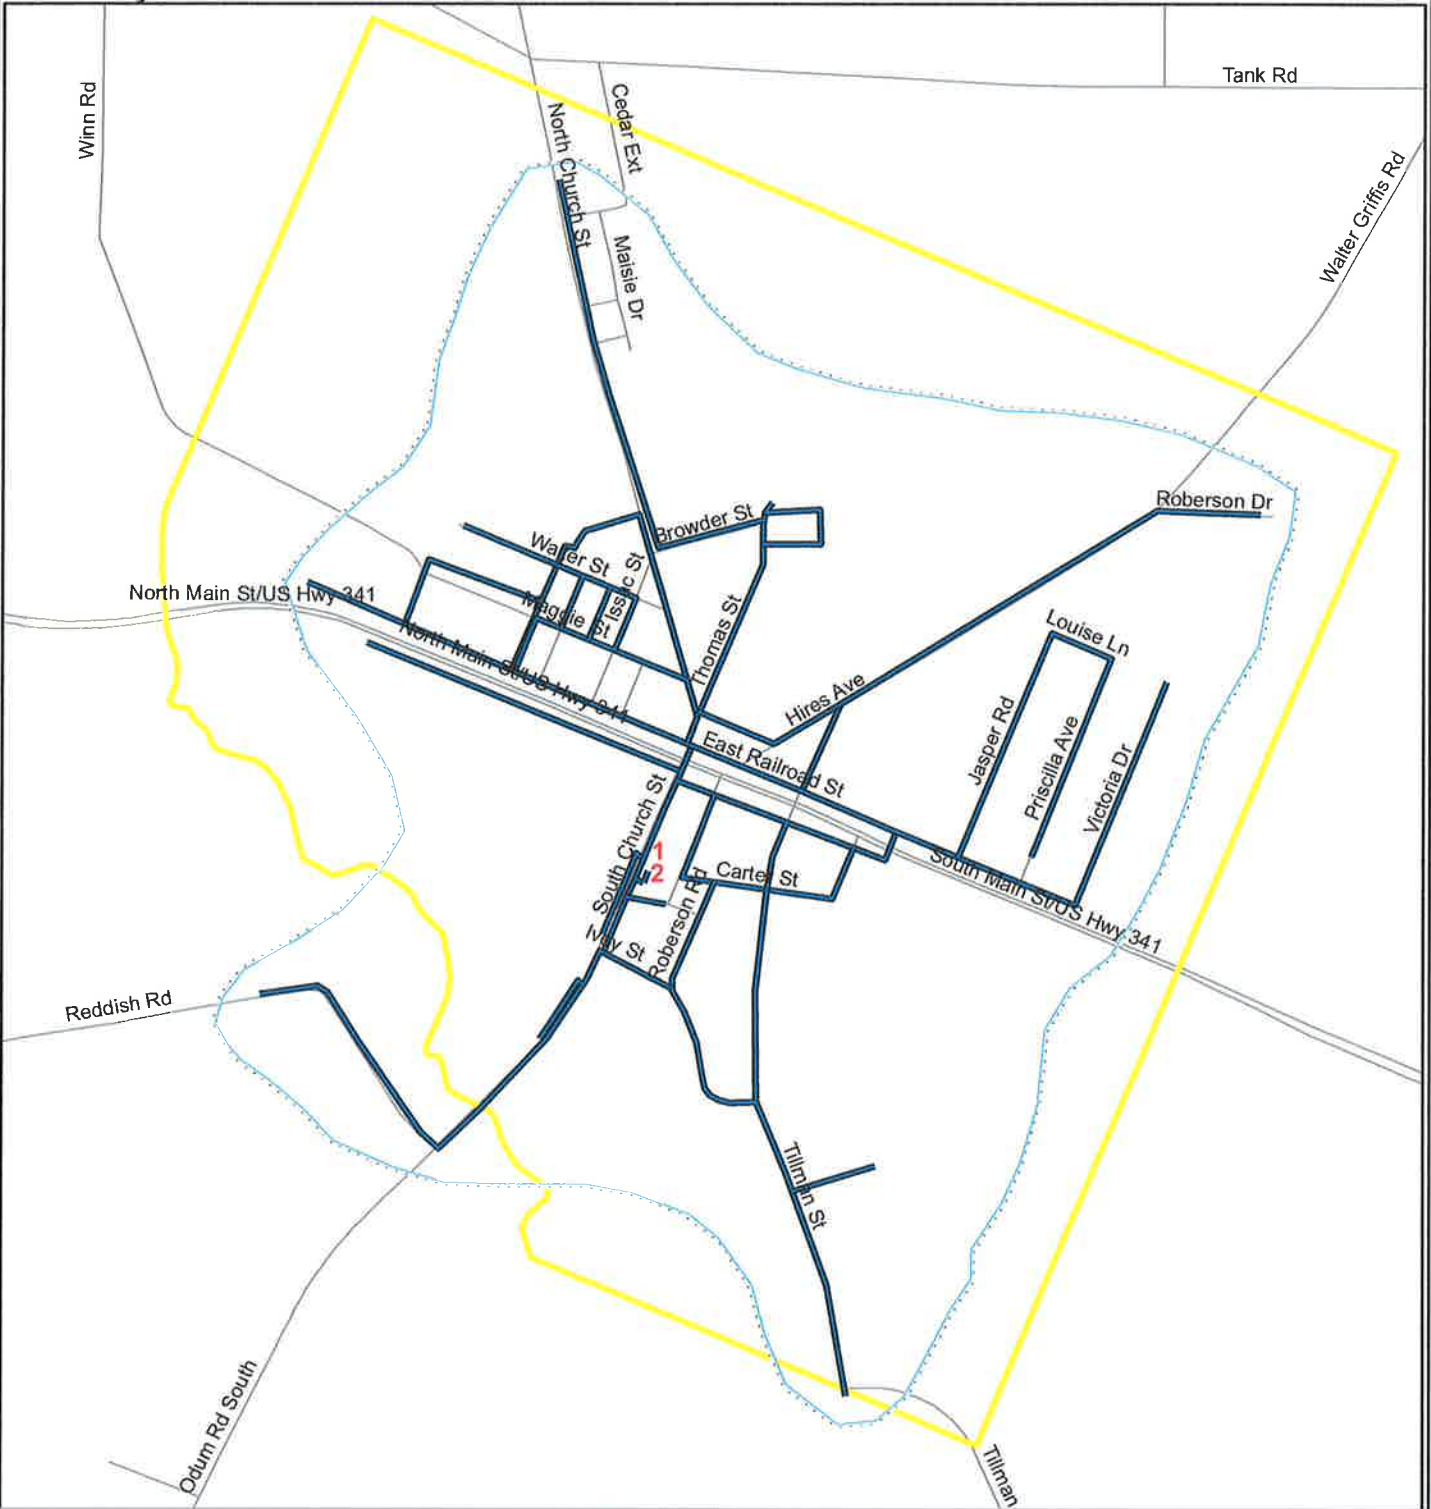 Tank Rd
Winn Rd
Cedar Ext
North Church St
Walter Griffis Rd
Maisie Dr
Roberson Dr
Browder St
Water St
Issac St
North Main St/US Hwy 341
Maggie St
Thomas St
Louise Ln
North Main St/US Hwy 341
Hires Ave
Jasper Rd
Priscilla Ave
Victoria Dr
East Railroad St
South Church St
1
2
Carter St
South Main St/US Hwy 341
Roberson Rd
Ivey St
Reddish Rd
Tillman St
Odum Rd South
Tillman